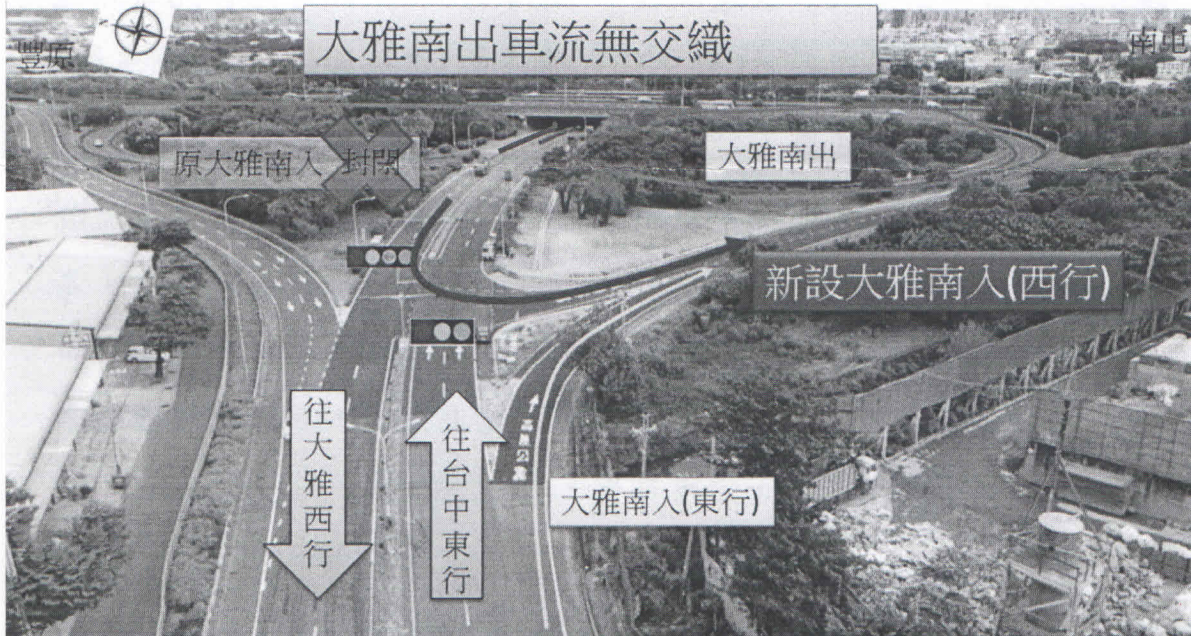 大雅南出車流無交織
豐原
南屯
原大雅南入
封閉
大雅南出
新設大雅南入(西行)
往大雅西行
往台中東行
大雅南入(東行)